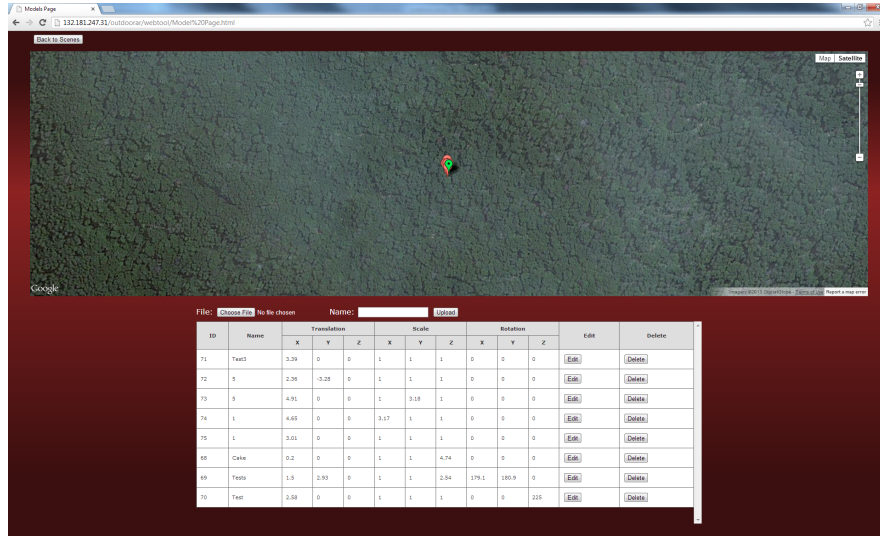 Models Page
132.181.247.31/outdoorar/webtool/Model%20Page.html
Back to Scenes
Map Satellite
Google
Imagery ©2013 DigitalGlobe - Terms of Use Report a map error
File: Choose File No file chosen Name: Upload
ID Name Translation Scale Rotation Edit Delete
X Y Z X Y Z X Y Z
71 Test3 3.39 0 0 1 1 1 0 0 0 Edit Delete
72 5 2.36 -3.28 0 1 1 1 0 0 0 Edit Delete
73 5 4.91 0 0 1 3.18 1 0 0 0 Edit Delete
74 1 4.65 0 0 3.17 1 1 0 0 0 Edit Delete
75 1 3.01 0 0 1 1 1 0 0 0 Edit Delete
68 Cake 0.2 0 0 1 1 4.74 0 0 0 Edit Delete
69 Tests 1.5 2.93 0 1 1 2.54 179.1 180.9 0 Edit Delete
70 Test 2.58 0 0 1 1 1 0 0 225 Edit Delete